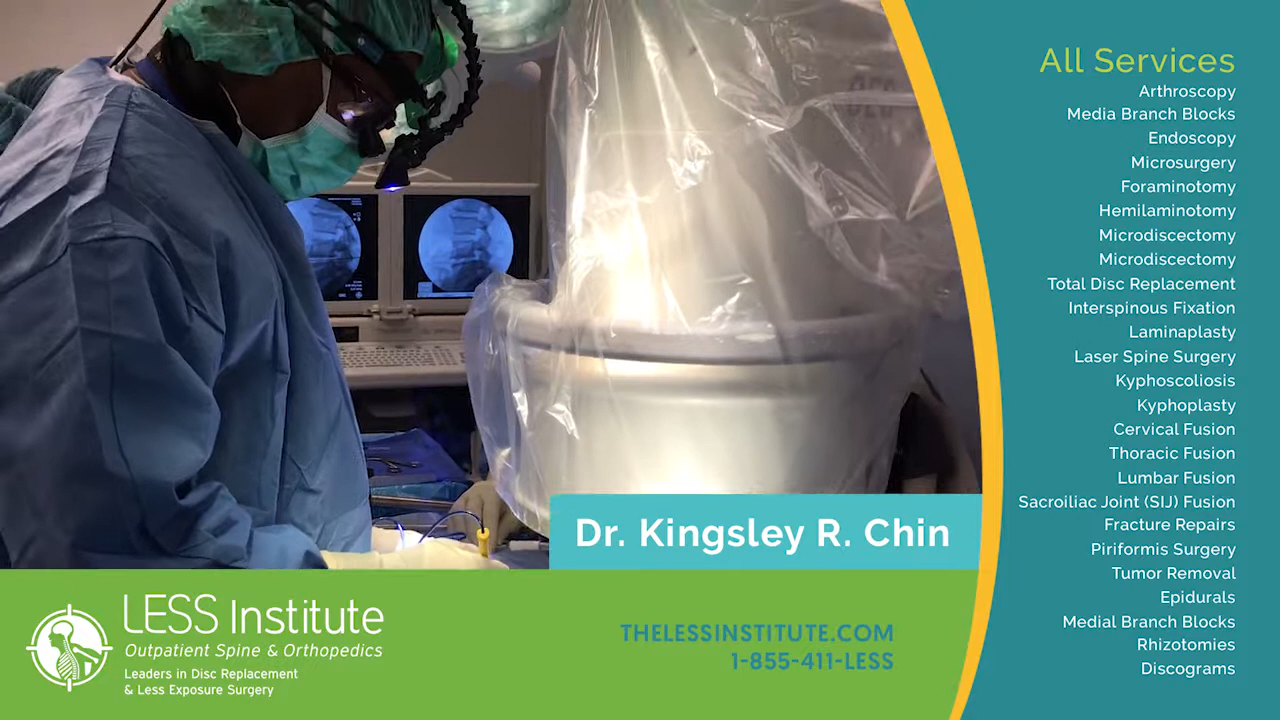 All Services
Arthroscopy
Media Branch Blocks
Endoscopy
Microsurgery
Foraminotomy
Hemilaminotomy
Microdiscectomy
Microdiscectomy
Total Disc Replacement
Interspinous Fixation
Laminaplasty
Laser Spine Surgery
Kyphoscoliosis
Kyphoplasty
Cervical Fusion
Thoracic Fusion
Lumbar Fusion
Sacroiliac Joint (SIJ) Fusion
Fracture Repairs
Piriformis Surgery
Tumor Removal
Epidurals
Medial Branch Blocks
Rhizotomies
Discograms
Dr. Kingsley R. Chin
LESS Institute
Outpatient Spine & Orthopedics
Leaders in Disc Replacement
& Less Exposure Surgery
THELESSINSTITUTE.COM
1-855-411-LESS